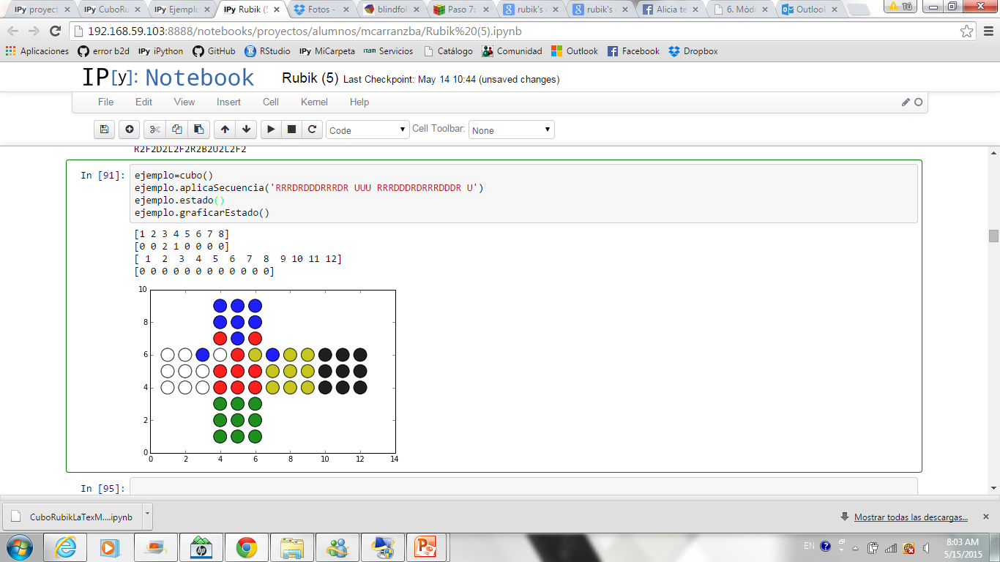 IPy proyect
IPy CuboRu
IPy Ejemplo
IPy Rubik (5
Fotos -
blindfol
Paso 7:
rubik's
rubik's
Alicia te
6. Módu
Outlook
Tú
192.168.59.103:8888/notebooks/proyectos/alumnos/mcarranzba/Rubik%20(5).ipynb
Aplicaciones error b2d IPy iPython GitHub RStudio IPy MiCarpeta ITAM Servicios Catálogo Comunidad Outlook Facebook Dropbox
IP[y]: Notebook Rubik (5) Last Checkpoint: May 14 10:44 (unsaved changes)
File Edit View Insert Cell Kernel Help
Code Cell Toolbar: None
R2F2D2L2F2R2B2U2L2F2
In [91]: ejemplo=cubo()
ejemplo.aplicaSecuencia('RRRDRDDDRRRDR UUU RRRDDDRDRRRDDDR U')
ejemplo.estado()
ejemplo.graficarEstado()
[1 2 3 4 5 6 7 8]
[0 0 2 1 0 0 0 0]
[ 1  2  3  4  5  6  7  8  9 10 11 12]
[0 0 0 0 0 0 0 0 0 0 0 0]
10
8
6
4
2
0
0 2 4 6 8 10 12 14
In [95]:
CuboRubikLaTexM....ipynb
Mostrar todas las descargas...
hp
EN
8:03 AM
5/15/2015